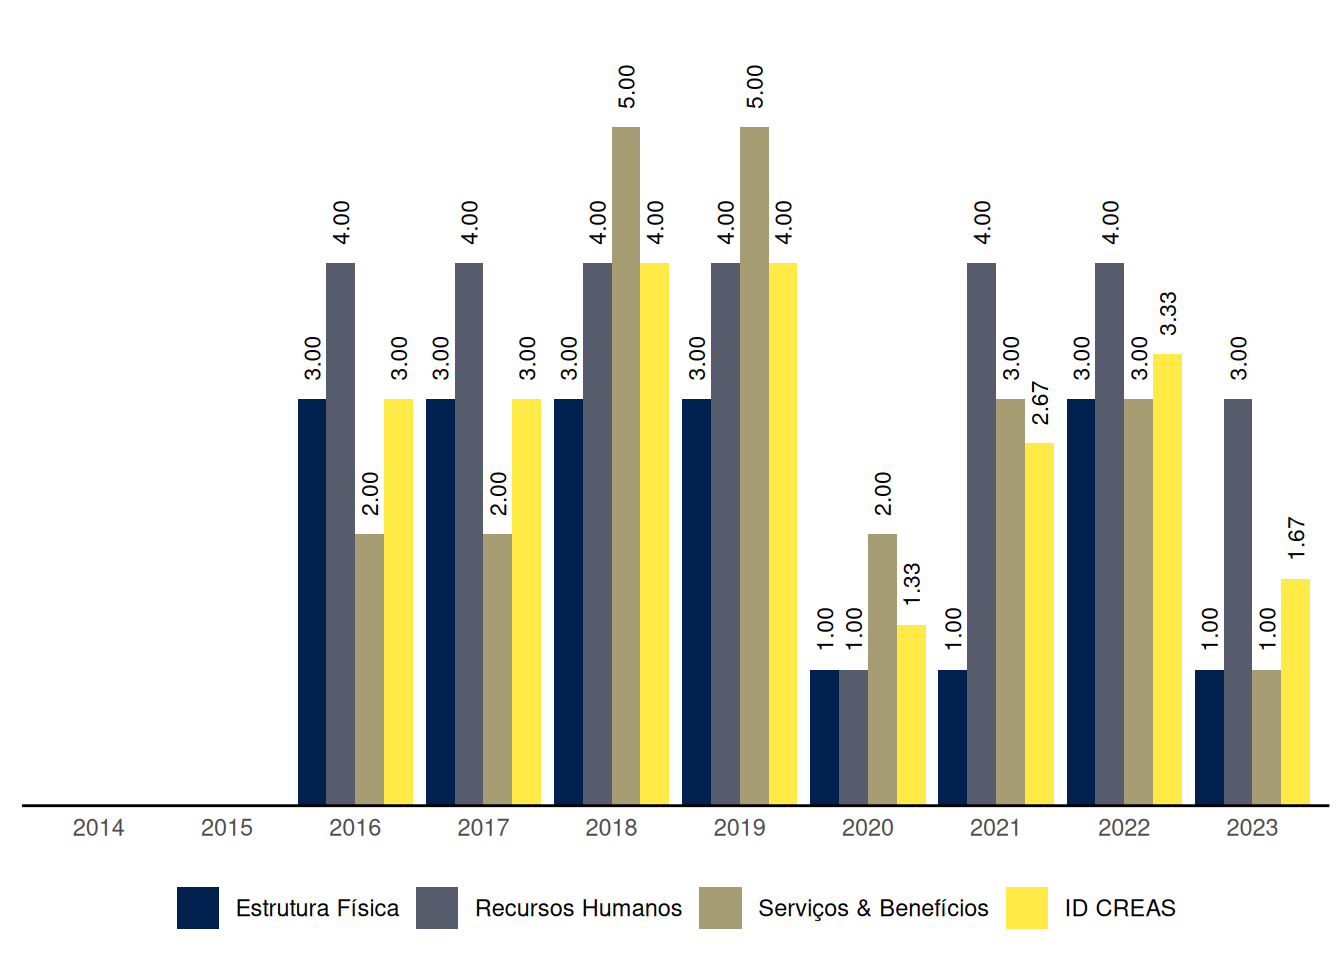 5.00 5.00
4.00 4.00 4.00 4.00 4.00 4.00 4.00 4.00
3.33
3.00 3.00 3.00 3.00 3.00 3.00 3.00 3.00 3.00 3.00
2.67
2.00 2.00 2.00
1.67
1.33
1.00 1.00 1.00 1.00 1.00
2014 2015 2016 2017 2018 2019 2020 2021 2022 2023
Estrutura Física Recursos Humanos Serviços & Benefícios ID CREAS